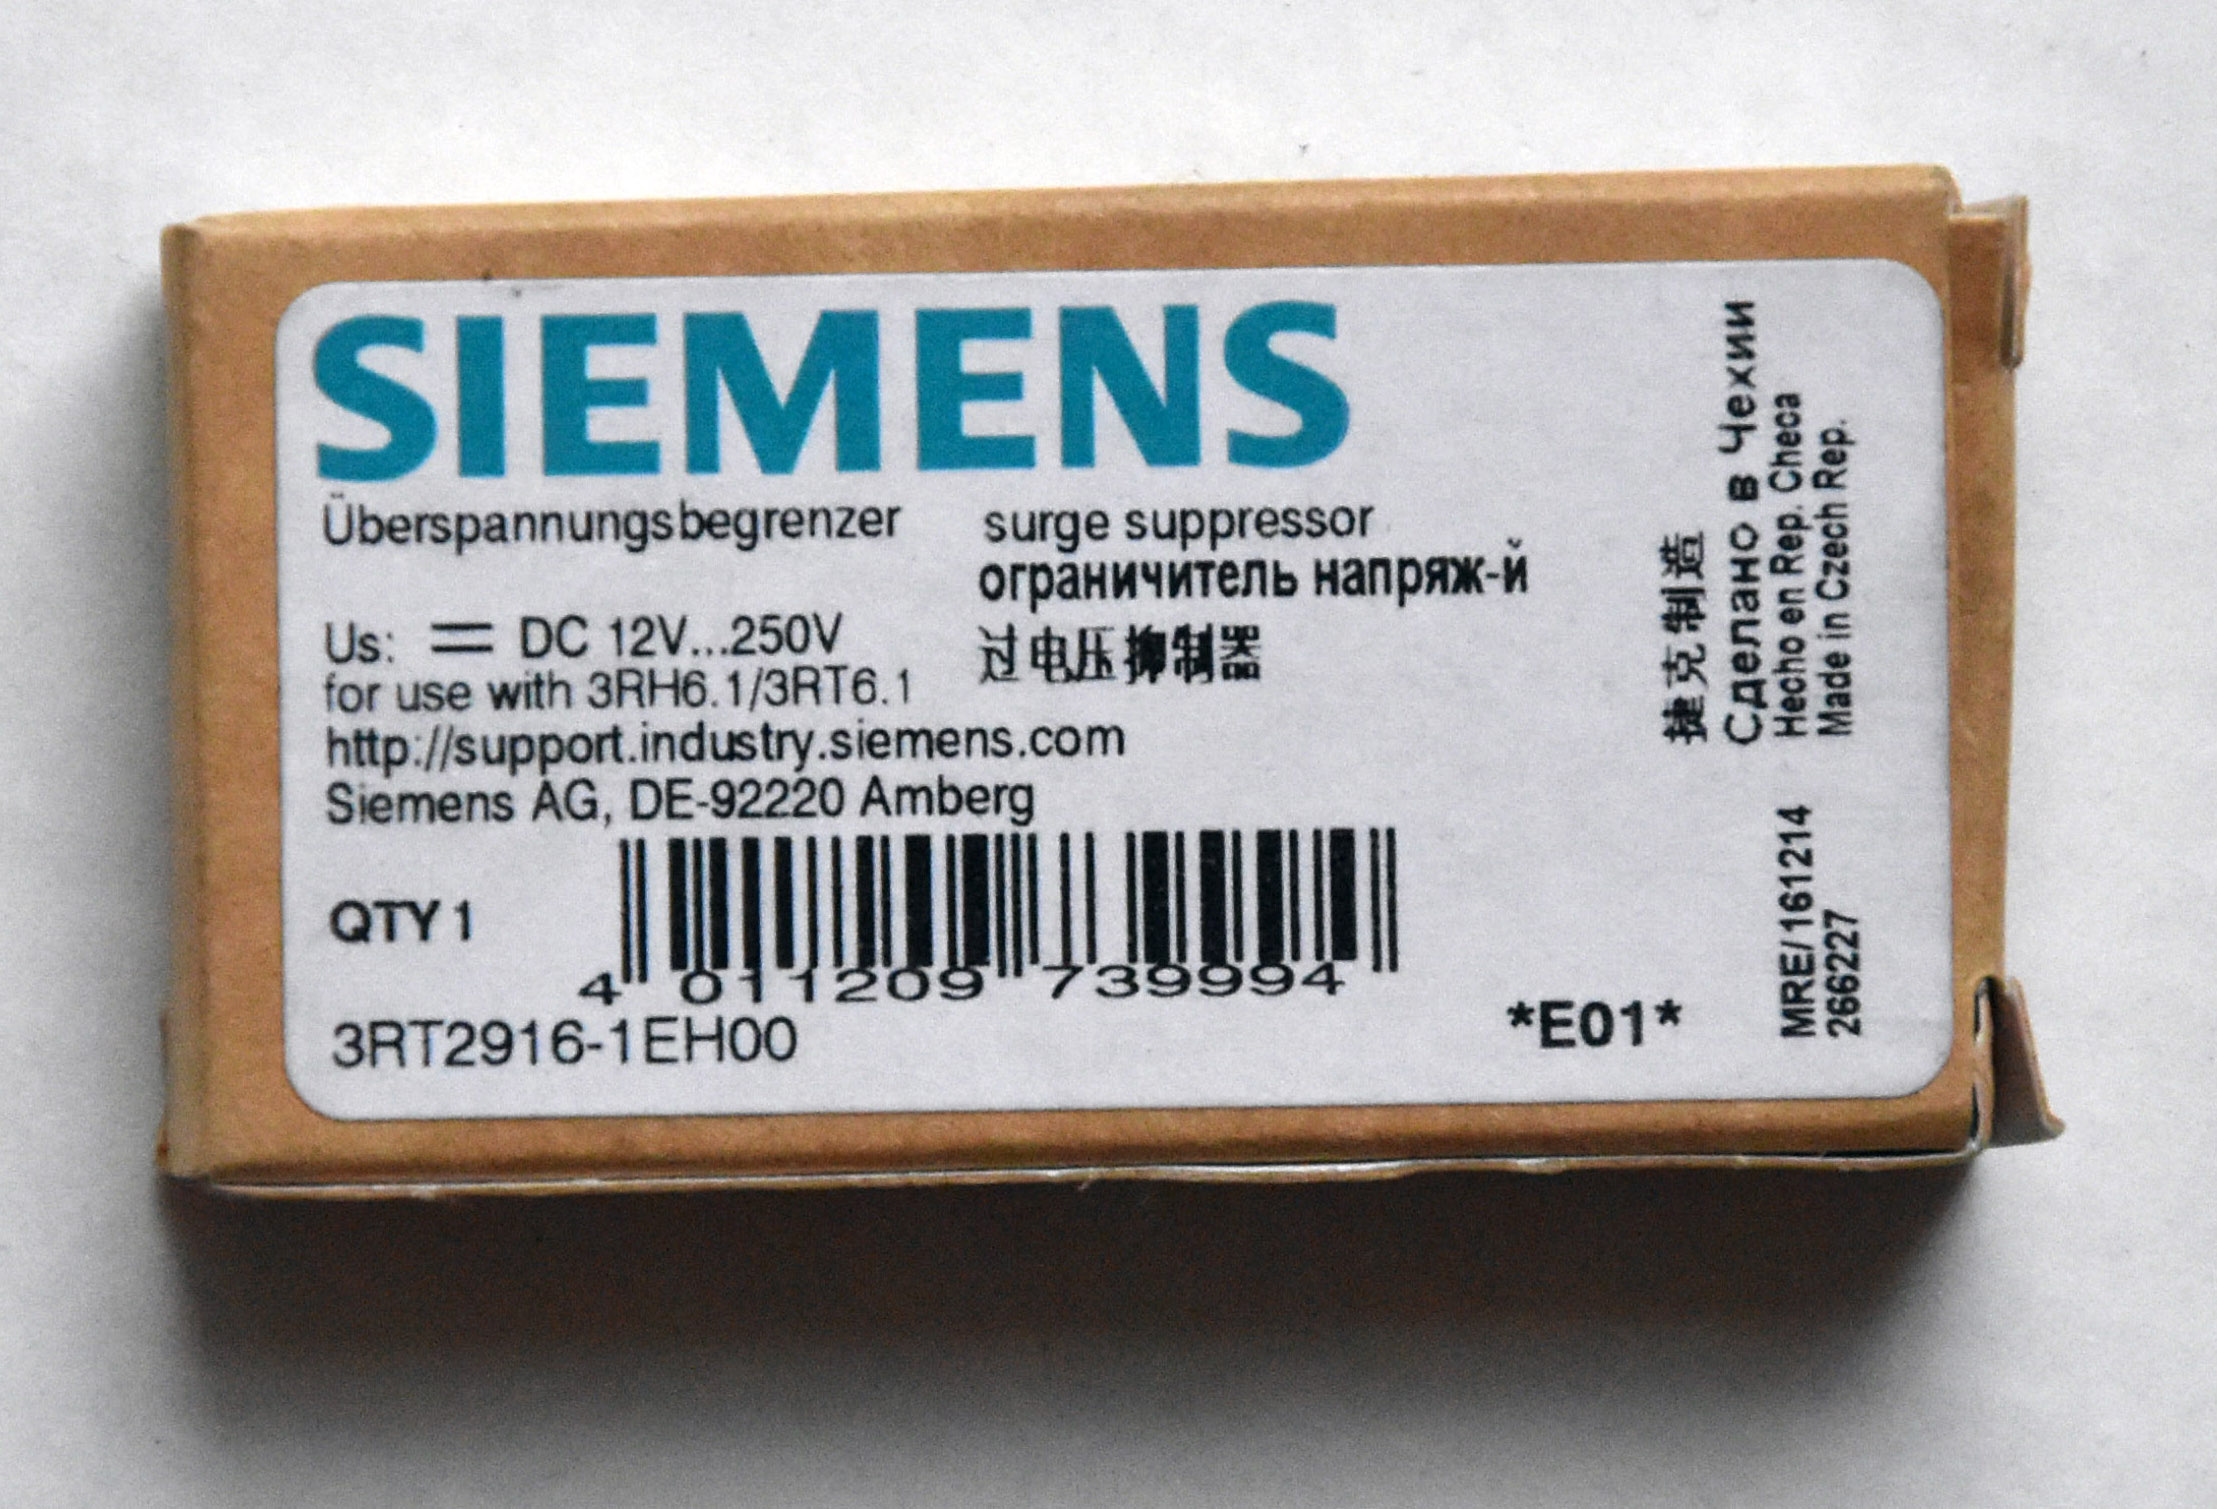 SIEMENS
Überspannungsbegrenzer surge suppressor
ограничитель напряж-й
Us: DC 12V...250V 过电压抑制器
for use with 3RH6.1/3RT6.1
http://support.industry.siemens.com
Siemens AG, DE-92220 Amberg
QTY 1
4 011209 739994
3RT2916-1EH00
*E01*
捷克制造
Сделано в Чехии
Hecho en Rep. Checa
Made in Czech Rep.
MRE/161214
266227